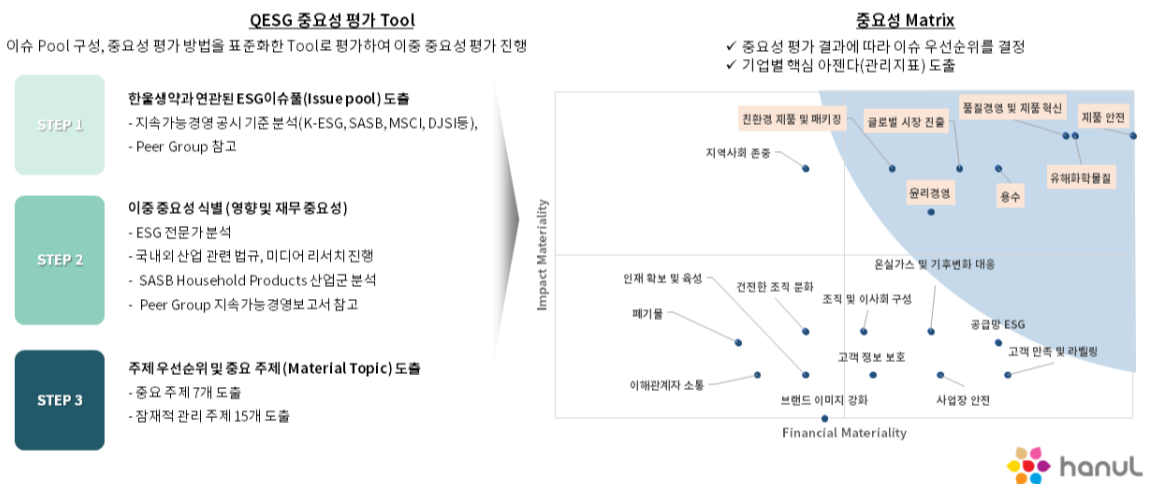 QESG 중요성 평가 Tool
이슈 Pool 구성, 중요성 평가 방법을 표준화한 Tool로 평가하여 이중 중요성 평가 진행
STEP 1
한울생약과 연관된 ESG이슈풀(Issue pool) 도출
- 지속가능경영 공시 기준 분석(K-ESG, SASB, MSCI, DJSI등),
- Peer Group 참고
STEP 2
이중 중요성 식별 (영향 및 재무 중요성)
- ESG 전문가 분석
- 국내외 산업 관련 법규, 미디어 리서치 진행
- SASB Household Products 산업군 분석
- Peer Group 지속가능경영보고서 참고
STEP 3
주제 우선순위 및 중요 주제 (Material Topic) 도출
- 중요 주제 7개 도출
- 잠재적 관리 주제 15개 도출
중요성 Matrix
✓ 중요성 평가 결과에 따라 이슈 우선순위를 결정
✓ 기업별 핵심 아젠다(관리지표) 도출
품질경영 및 제품 혁신
친환경 제품 및 패키징
글로벌 시장 진출
제품 안전
지역사회 존중
유해화학물질
윤리경영
용수
Impact Materiality
온실가스 및 기후변화 대응
인재 확보 및 육성
건전한 조직 문화
조직 및 이사회 구성
폐기물
공급망 ESG
고객 정보 보호
고객 만족 및 라벨링
이해관계자 소통
브랜드 이미지 강화
사업장 안전
Financial Materiality
hanul